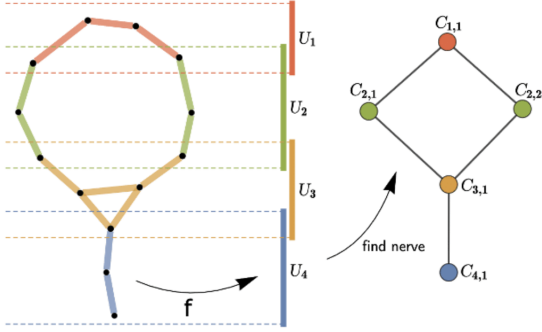 U₁
U₂
U₃
U₄
f
find nerve
C₁,₁
C₂,₁
C₂,₂
C₃,₁
C₄,₁